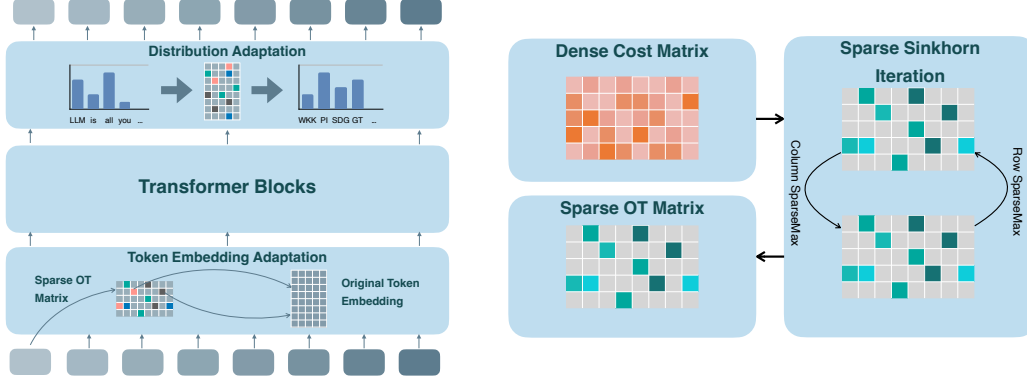 Distribution Adaptation
LLM is all you ...
WKK PI SDG GT ..
Transformer Blocks
Token Embedding Adaptation
Sparse OT
Matrix
Original Token
Embedding
Dense Cost Matrix
Sparse OT Matrix
Sparse Sinkhorn
Iteration
Column SparseMax
Row SparseMax